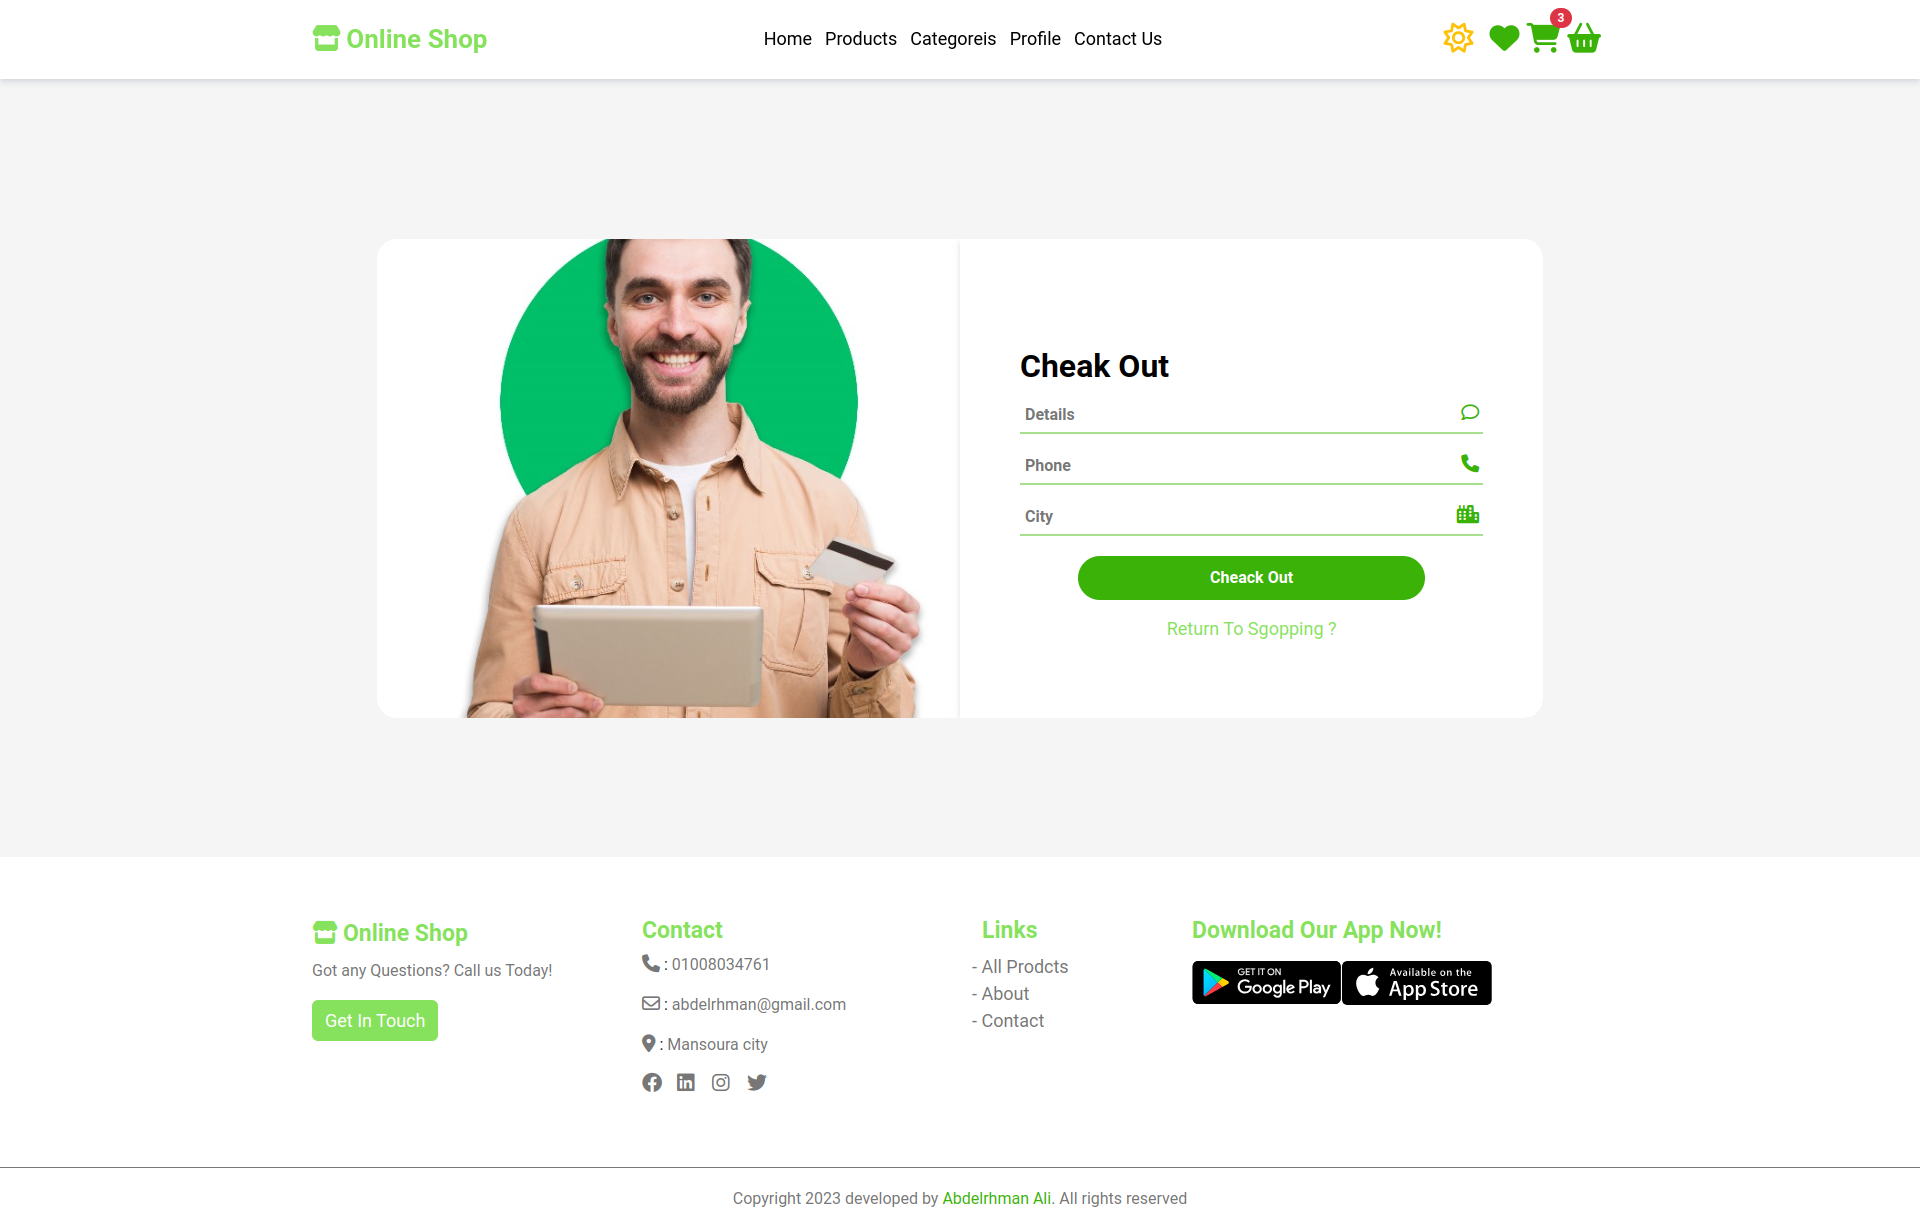 Online Shop
Home Products Categoreis Profile Contact Us
3
Cheak Out
Details
Phone
City
Cheack Out
Return To Sgopping ?
Online Shop
Got any Questions? Call us Today!
Get In Touch
Contact
: 01008034761
: abdelrhman@gmail.com
: Mansoura city
Links
- All Prodcts
- About
- Contact
Download Our App Now!
GET IT ON
Google Play
Available on the
App Store
Copyright 2023 developed by Abdelrhman Ali. All rights reserved